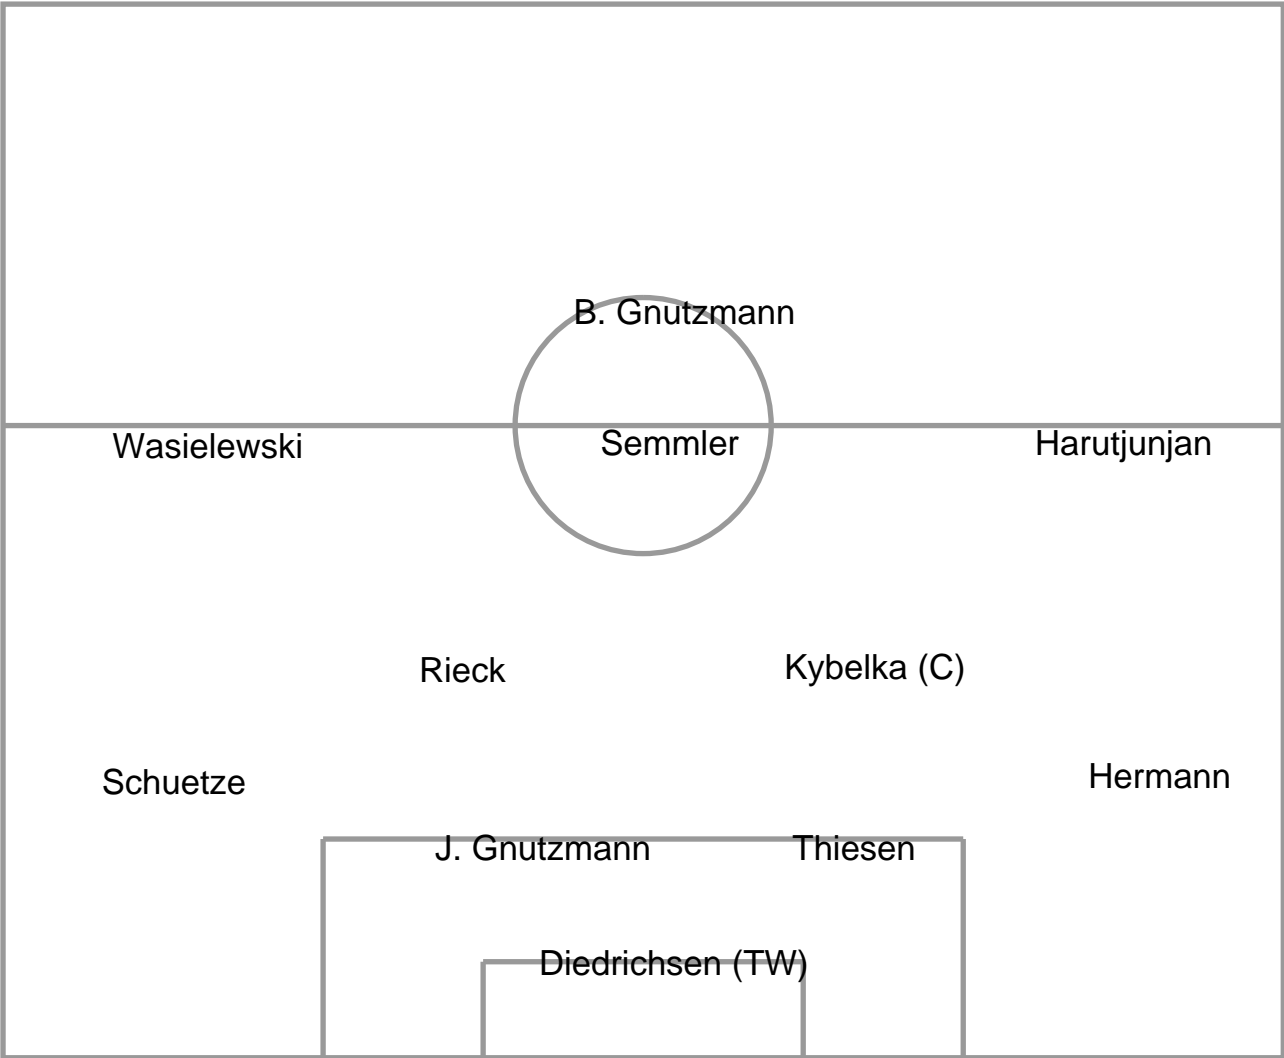 B. Gnutzmann
Wasielewski
Semmler
Harutjunjan
Rieck
Kybelka (C)
Schuetze
Hermann
J. Gnutzmann
Thiesen
Diedrichsen (TW)